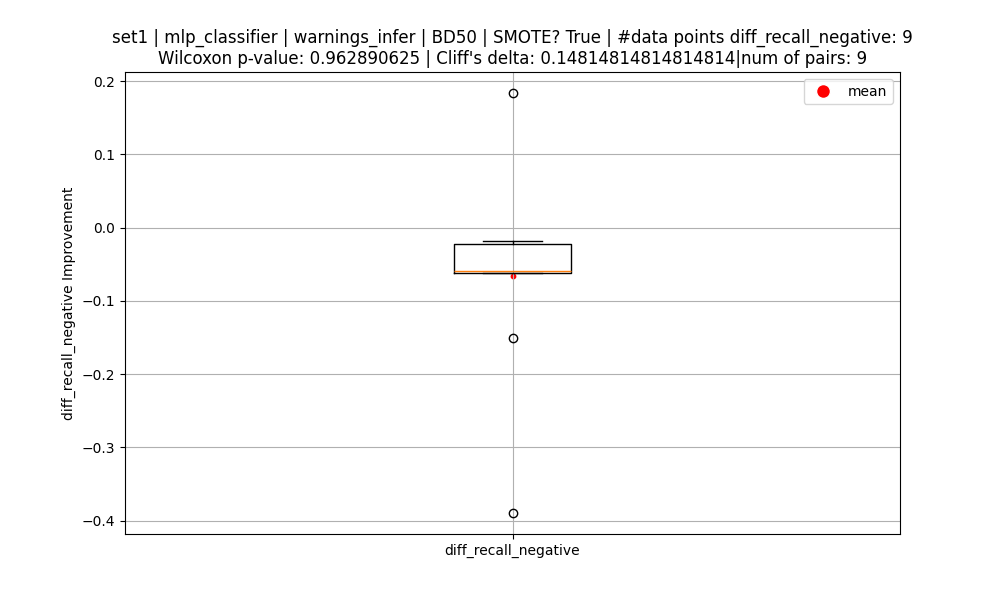 set1 | mlp_classifier | warnings_infer | BD50 | SMOTE? True | #data points diff_recall_negative: 9
Wilcoxon p-value: 0.962890625 | Cliff's delta: 0.14814814814814814|num of pairs: 9
mean
0.2
0.1
0.0
−0.1
−0.2
−0.3
−0.4
diff_recall_negative Improvement
diff_recall_negative